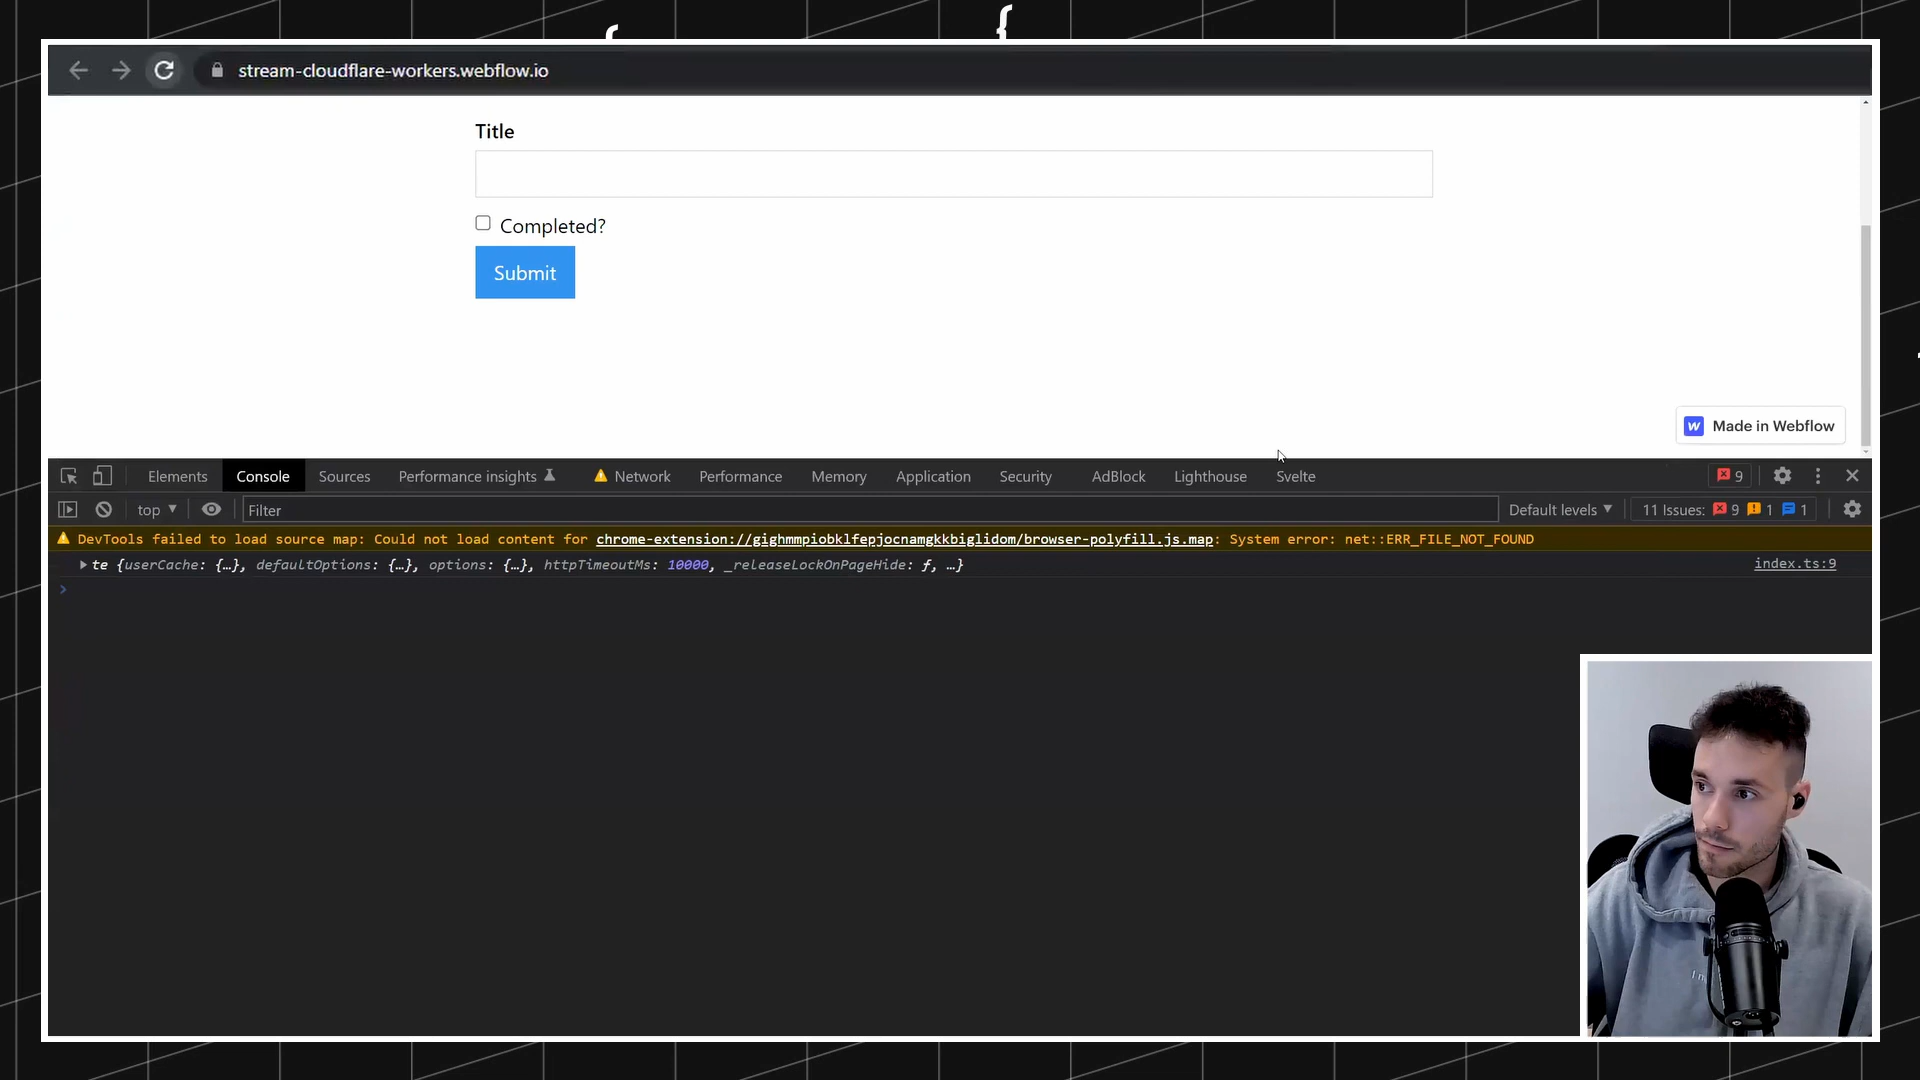 {
{
stream-cloudflare-workers.webflow.io
Title
Completed?
Submit
W Made in Webflow
Elements Console Sources Performance insights Network Performance Memory Application Security AdBlock Lighthouse Svelte 9
top Filter Default levels 11 Issues: 9 1 1
DevTools failed to load source map: Could not load content for chrome-extension://gighmmpiobklfepjocnamgkkbiglidom/browser-polyfill.js.map: System error: net::ERR_FILE_NOT_FOUND
te {userCache: {…}, defaultOptions: {…}, options: {…}, httpTimeoutMs: 10000, _releaseLockOnPageHide: ƒ, …} index.ts:9